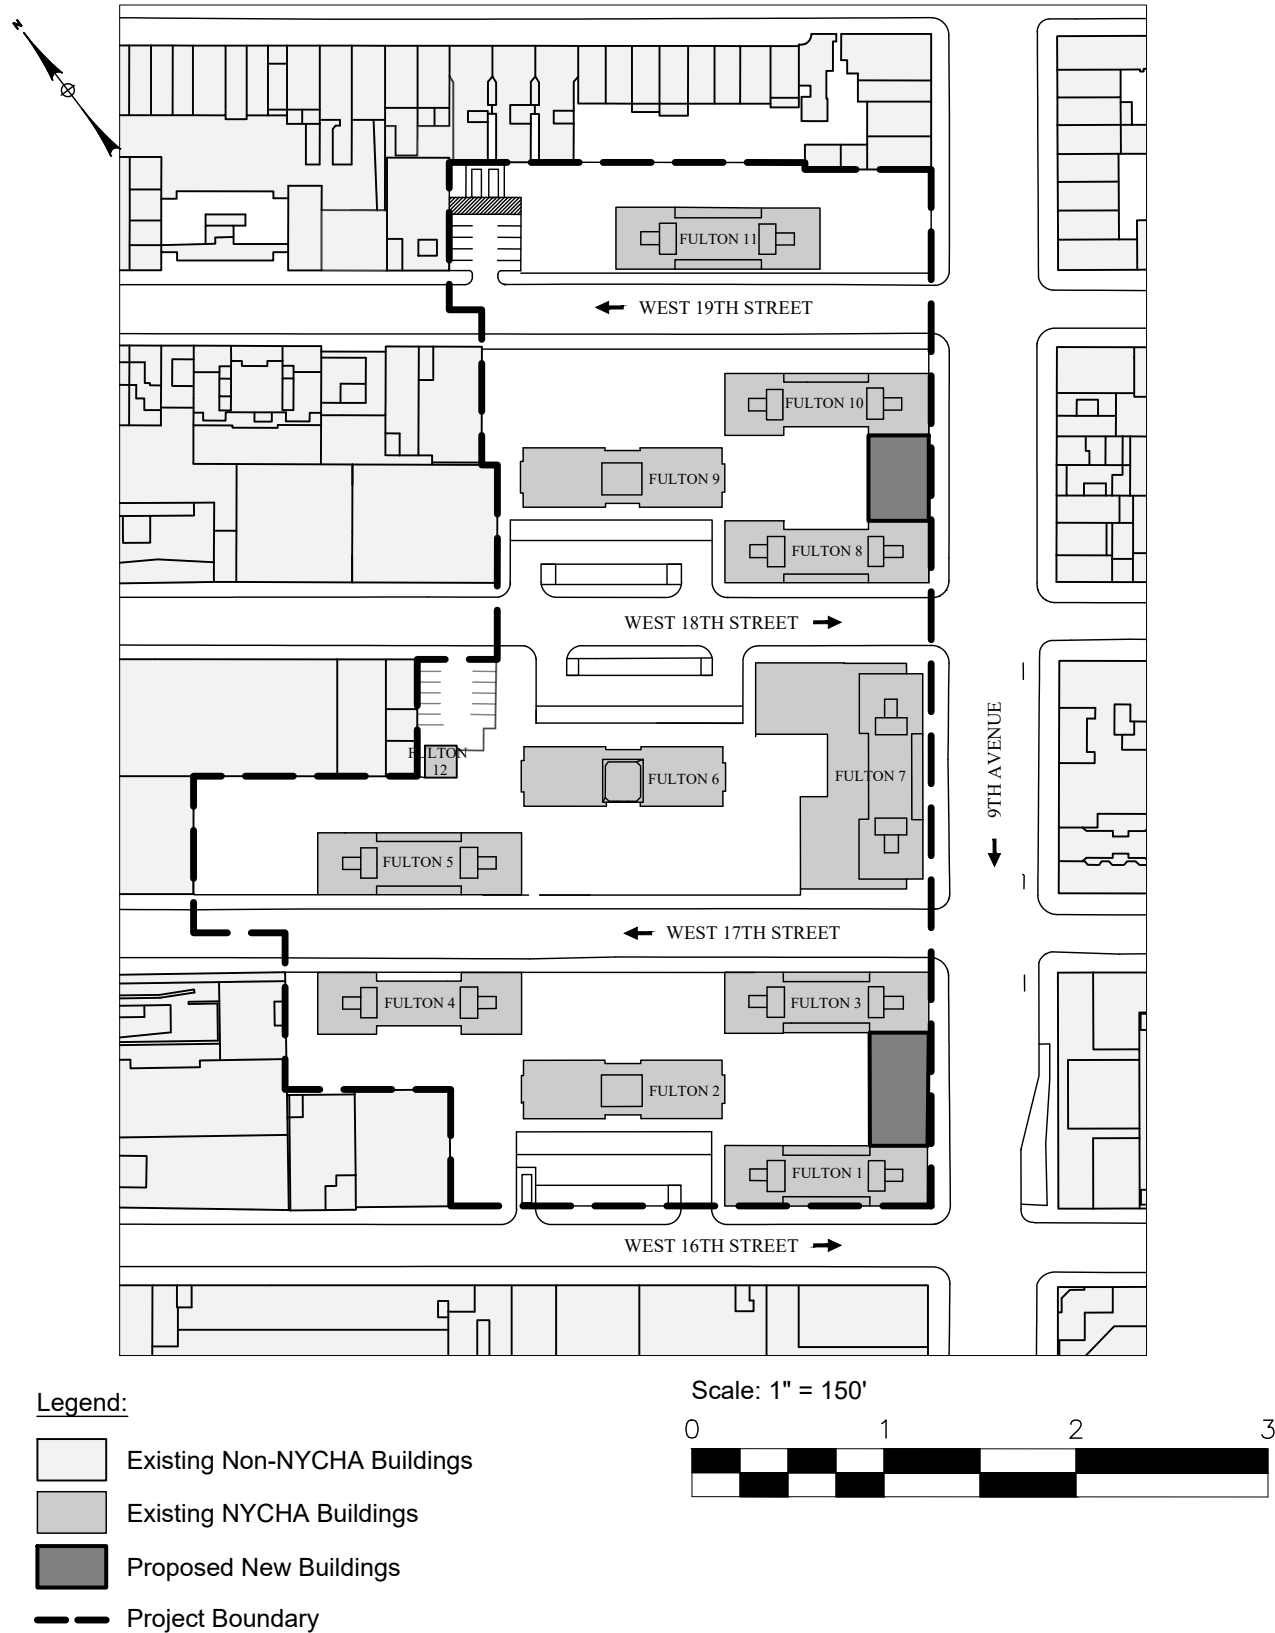 N
FULTON 11
WEST 19TH STREET
FULTON 10
FULTON 9
FULTON 8
WEST 18TH STREET
9TH AVENUE
FULTON
12
FULTON 6
FULTON 7
FULTON 5
WEST 17TH STREET
FULTON 4
FULTON 3
FULTON 2
FULTON 1
WEST 16TH STREET
Legend:
Existing Non-NYCHA Buildings
Existing NYCHA Buildings
Proposed New Buildings
Project Boundary
Scale: 1" = 150'
0 1 2 3